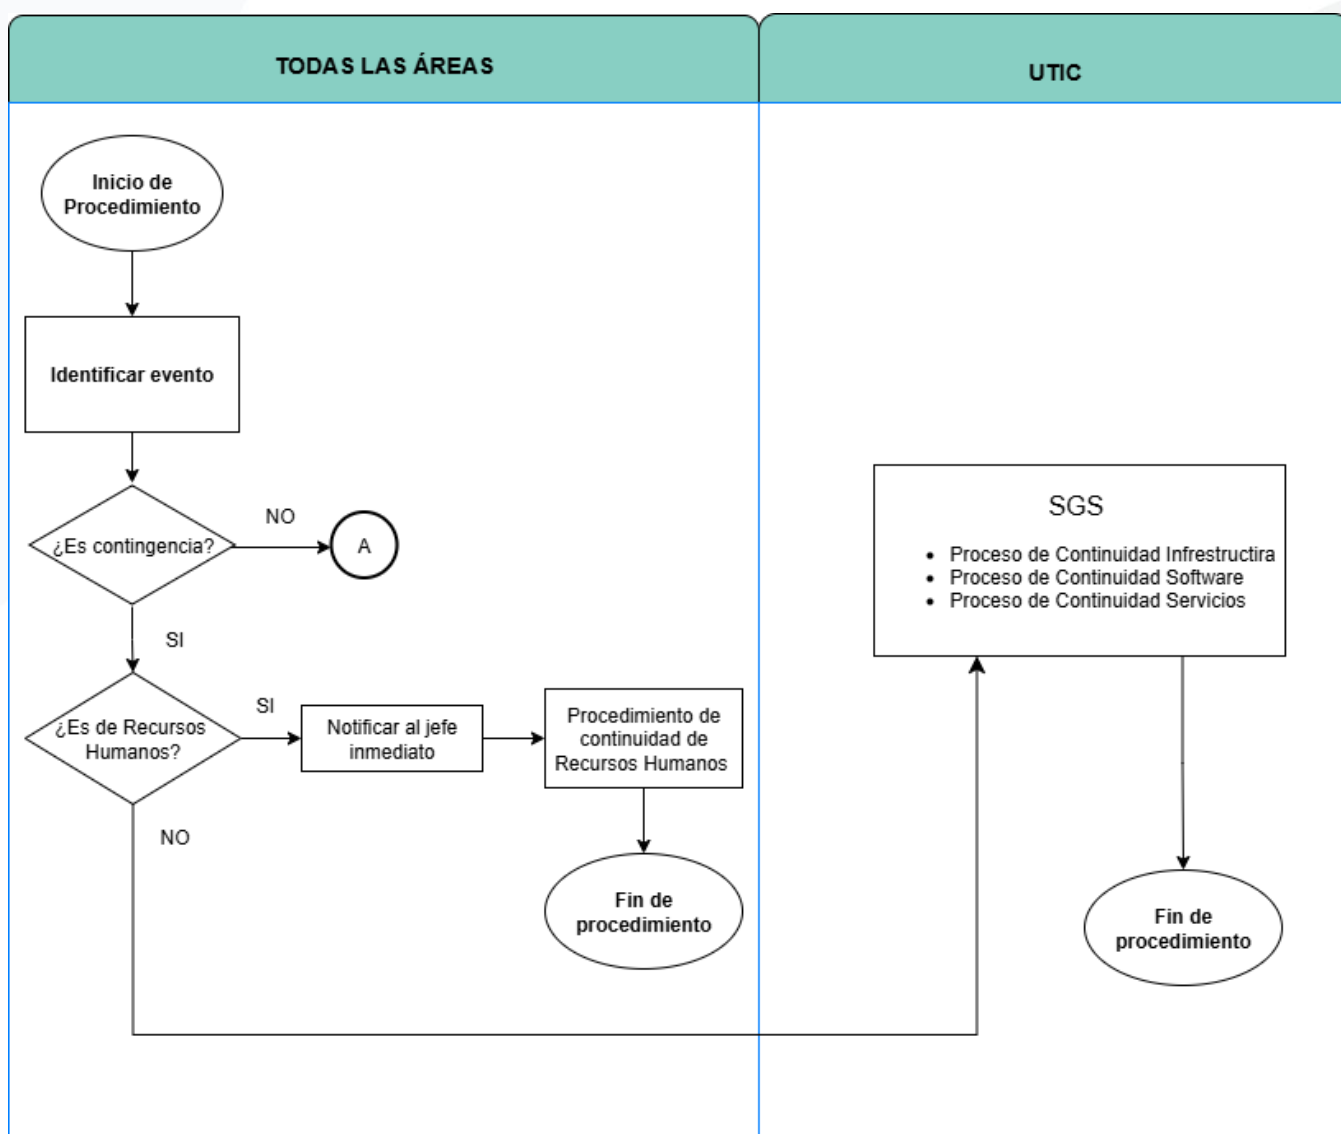 TODAS LAS ÁREAS
UTIC
Inicio de
Procedimiento
Identificar evento
¿Es contingencia?
NO
A
SI
¿Es de Recursos
Humanos?
SI
Notificar al jefe
inmediato
Procedimiento de
continuidad de
Recursos Humanos
NO
Fin de
procedimiento
SGS
• Proceso de Continuidad Infrestructira
• Proceso de Continuidad Software
• Proceso de Continuidad Servicios
Fin de
procedimiento